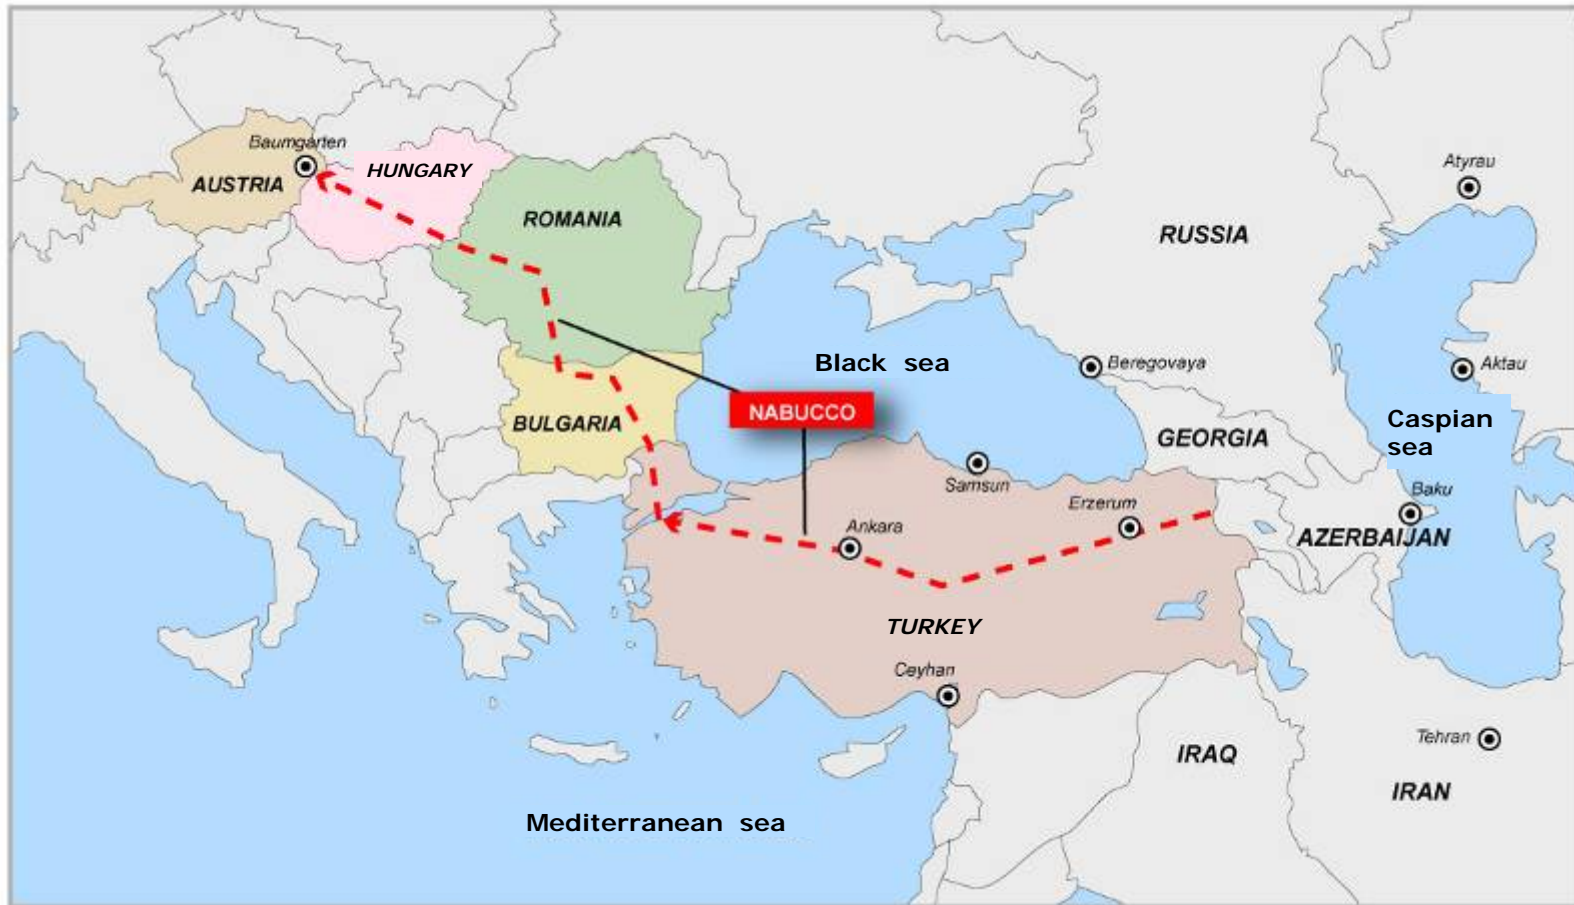 Baumgarten
HUNGARY
AUSTRIA
ROMANIA
Atyrau
RUSSIA
Black sea
Beregovaya
Aktau
NABUCCO
BULGARIA
GEORGIA
Caspian
sea
Samsun
Erzerum
Baku
Ankara
AZERBAIJAN
TURKEY
Ceyhan
IRAQ
Tehran
IRAN
Mediterranean sea